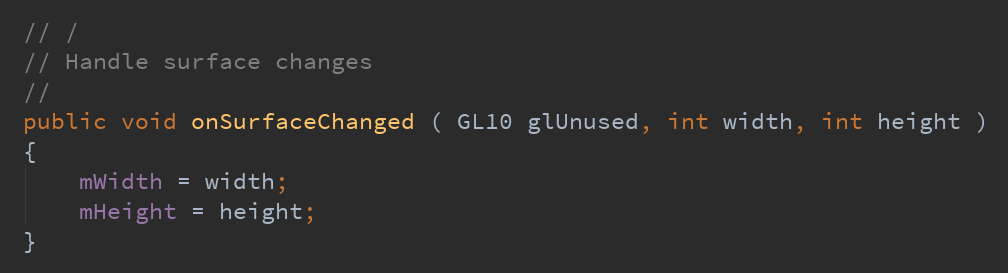 // /
// Handle surface changes
//
public void onSurfaceChanged ( GL10 glUnused, int width, int height )
{
    mWidth = width;
    mHeight = height;
}